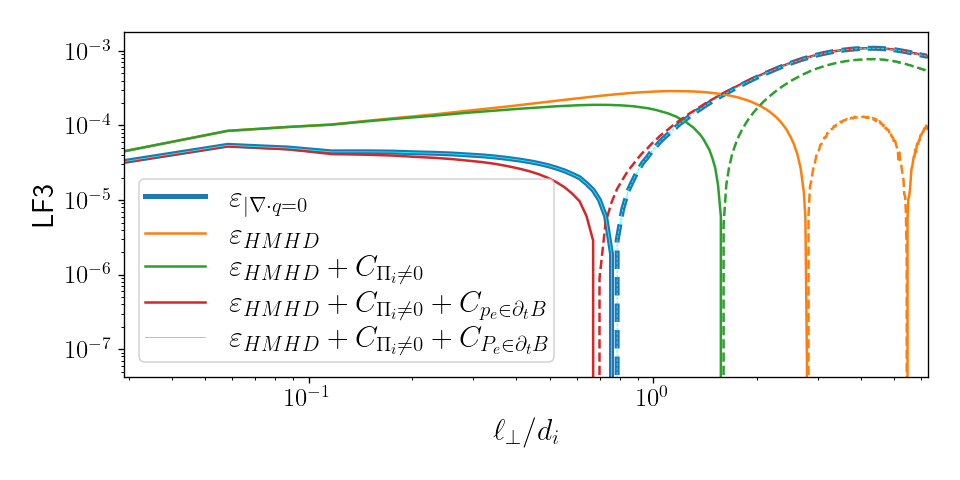 10⁻³
10⁻⁴
10⁻⁵
10⁻⁶
10⁻⁷
LF3
ε_{|∇·q=0}
ε_{HMHD}
ε_{HMHD} + C_{Π_i≠0}
ε_{HMHD} + C_{Π_i≠0} + C_{p_e∈∂_tB}
ε_{HMHD} + C_{Π_i≠0} + C_{P_e∈∂_tB}
10⁻¹
10⁰
ℓ_⊥/d_i